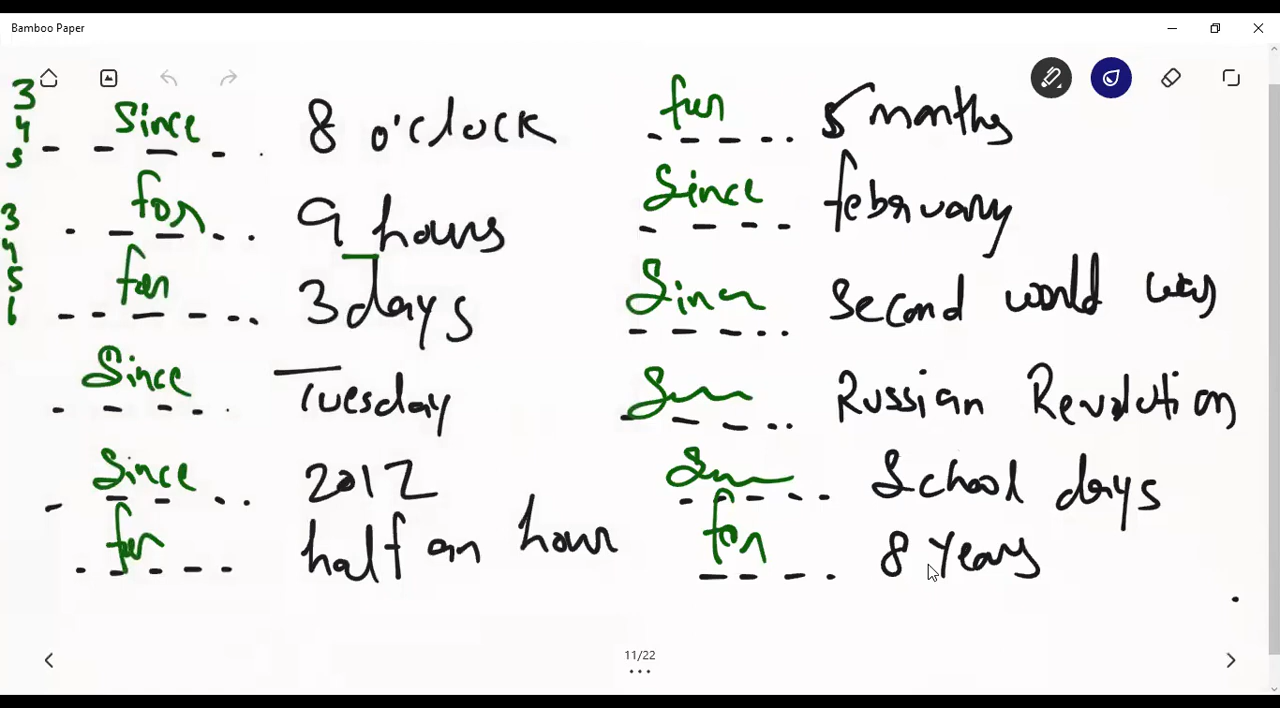 Bamboo Paper
3
4
5
Since 8 o'clock
for 5 months
3
4
5
6
for 9 hours
Since february
for 3 days
Since Second world war
Since Tuesday
Since Russian Revolution
Since 2012
Since School days
for half an hour
for 8 Years
11/22